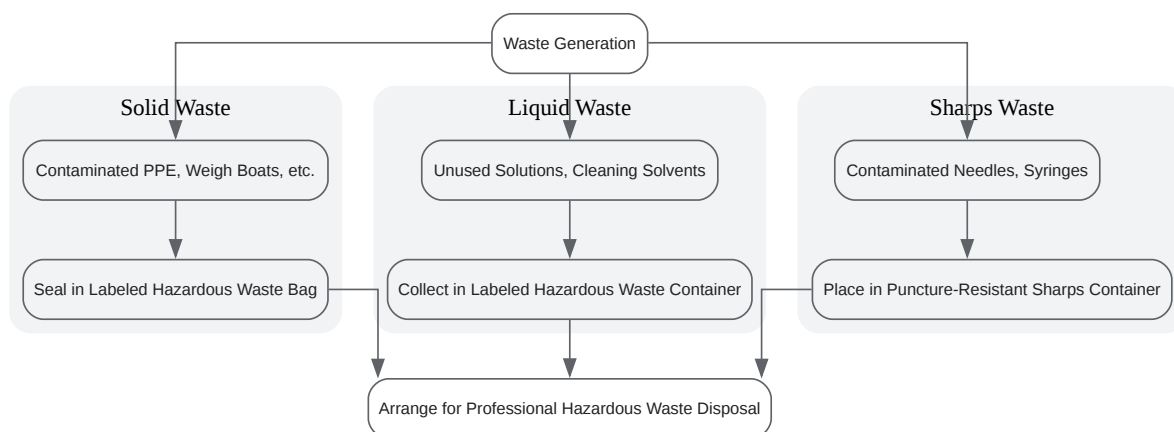 Waste Generation
Solid Waste
Liquid Waste
Sharps Waste
Contaminated PPE, Weigh Boats, etc.
Unused Solutions, Cleaning Solvents
Contaminated Needles, Syringes
Seal in Labeled Hazardous Waste Bag
Collect in Labeled Hazardous Waste Container
Place in Puncture-Resistant Sharps Container
Arrange for Professional Hazardous Waste Disposal